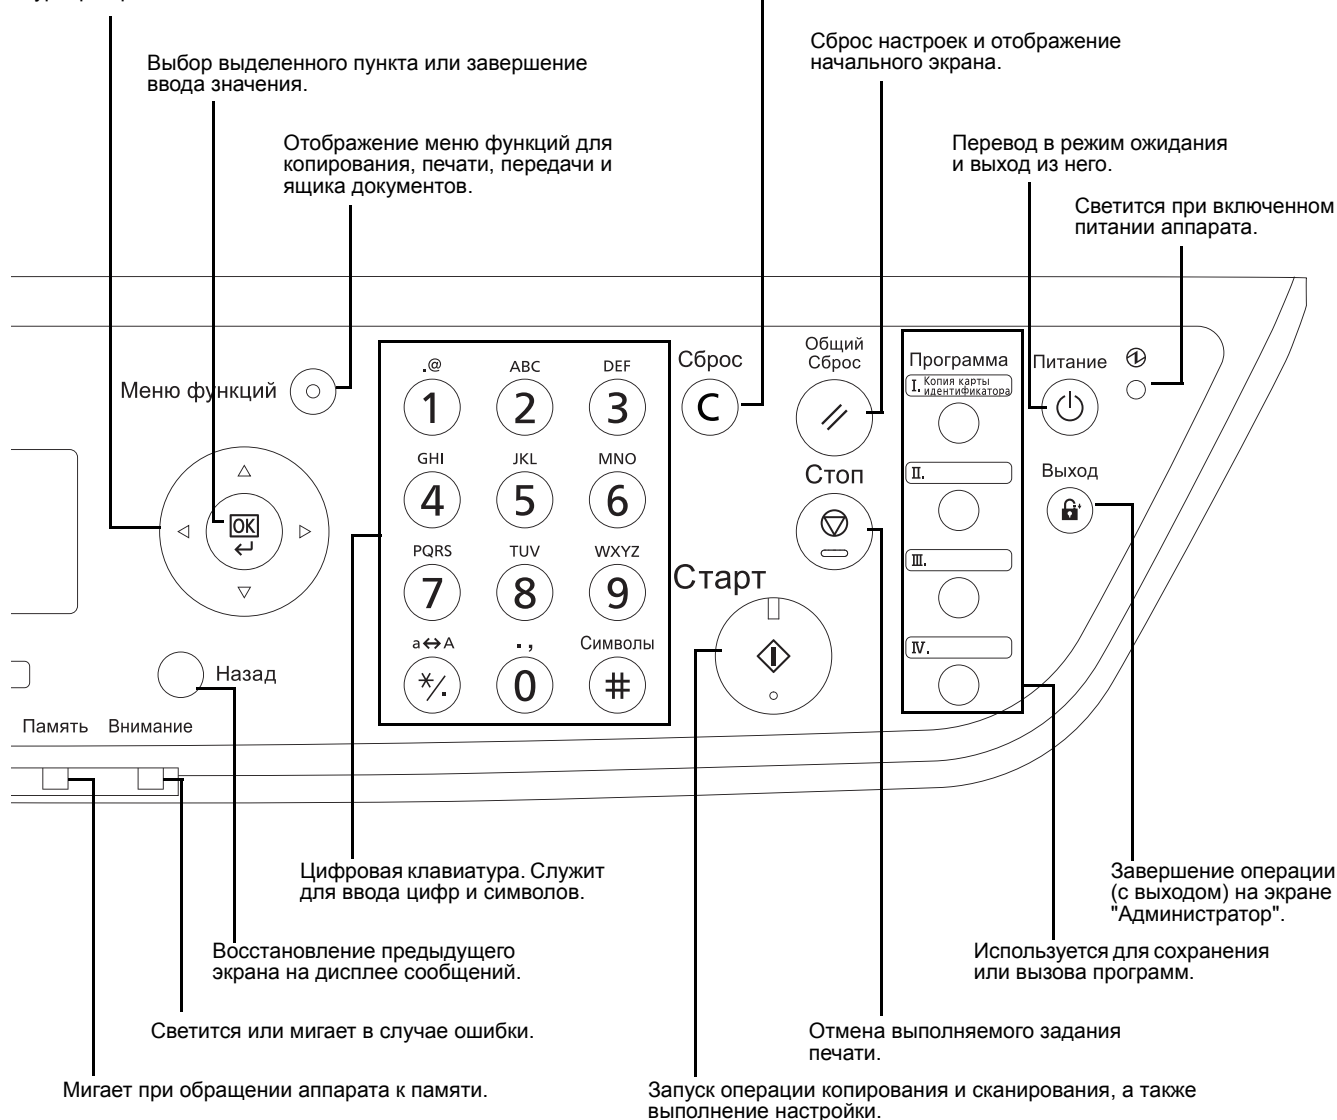 Сброс настроек и отображение
начального экрана.
Выбор выделенного пункта или завершение
ввода значения.
Отображение меню функций для
копирования, печати, передачи и
ящика документов.
Перевод в режим ожидания
и выход из него.
Светится при включенном
питании аппарата.
Меню функций
.@
ABC
DEF
1
2
3
GHI
JKL
MNO
4
5
6
PQRS
TUV
WXYZ
7
8
9
a↔A
. ,
Символы
*/.
0
#
Сброс
C
Общий
Сброс
Стоп
Старт
Программа
I. Копия карты
идентификатора
II.
III.
IV.
Питание
Выход
OK
Назад
Память Внимание
Цифровая клавиатура. Служит
для ввода цифр и символов.
Завершение операции
(с выходом) на экране
"Администратор".
Восстановление предыдущего
экрана на дисплее сообщений.
Используется для сохранения
или вызова программ.
Светится или мигает в случае ошибки.
Отмена выполняемого задания
печати.
Мигает при обращении аппарата к памяти.
Запуск операции копирования и сканирования, а также
выполнение настройки.